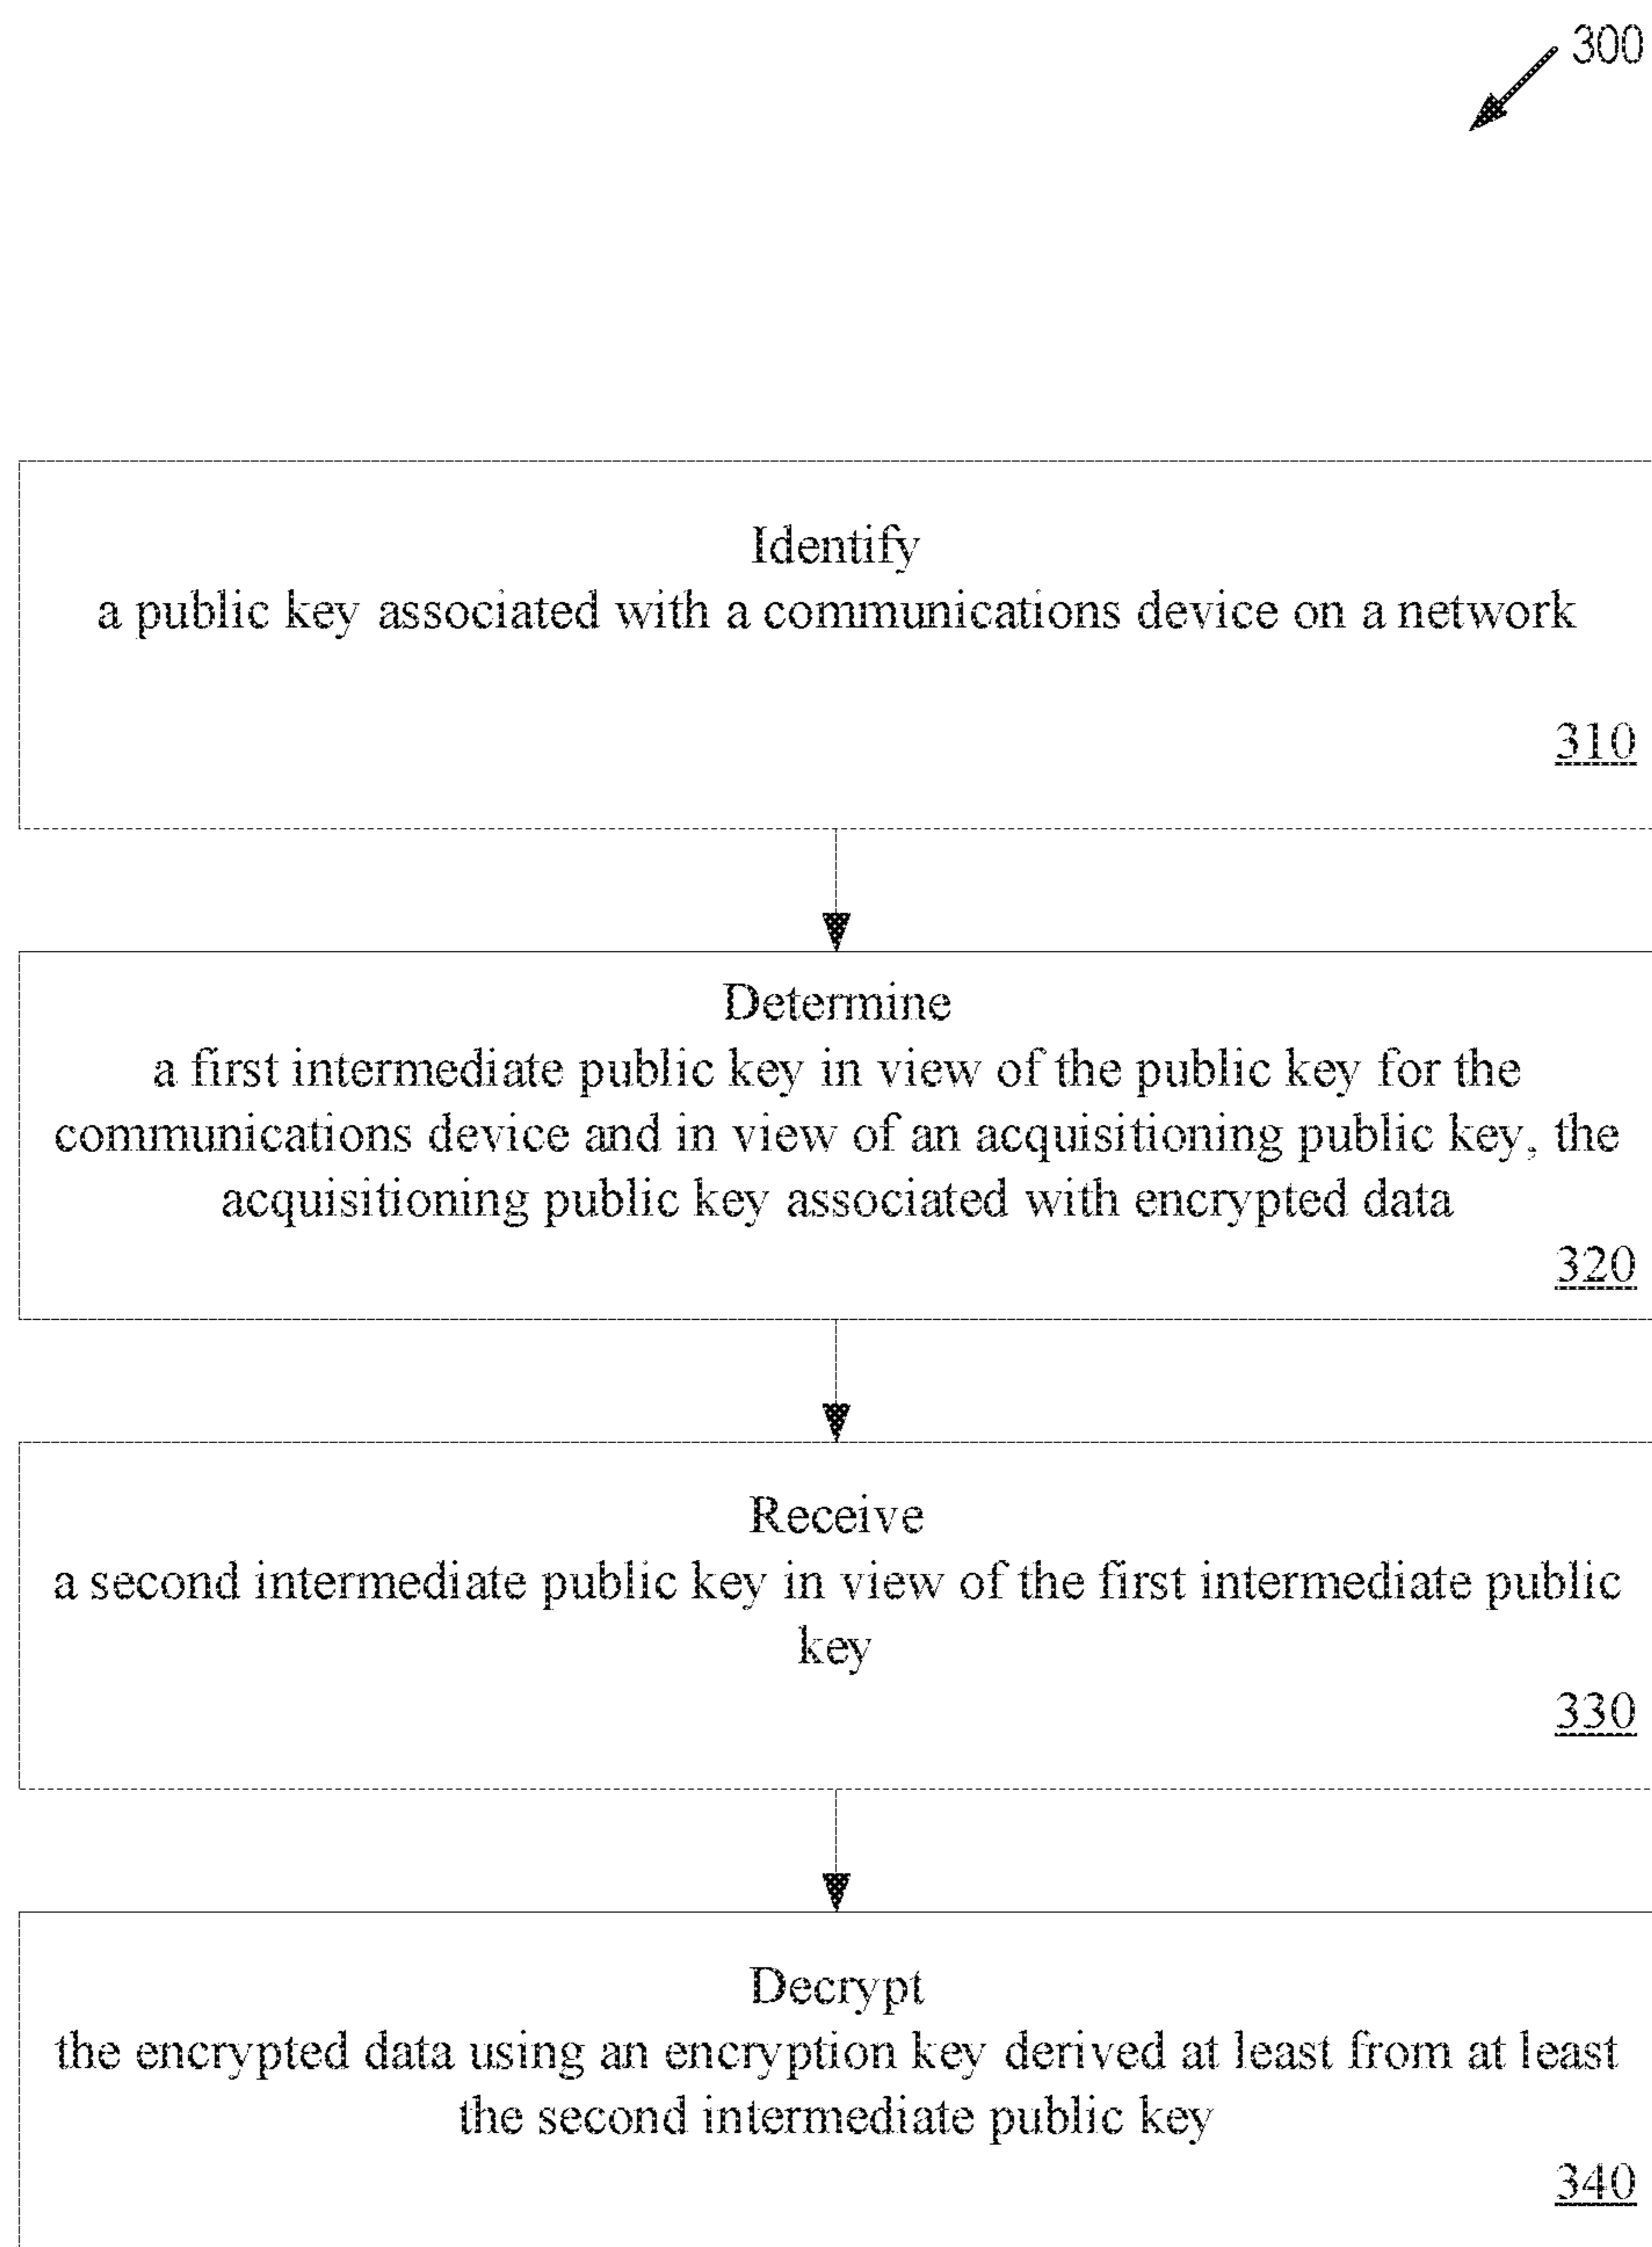 300
Identify
a public key associated with a communications device on a network
310
Determine
a first intermediate public key in view of the public key for the
communications device and in view of an acquisitioning public key, the
acquisitioning public key associated with encrypted data
320
Receive
a second intermediate public key in view of the first intermediate public
key
330
Decrypt
the encrypted data using an encryption key derived at least from at least
the second intermediate public key
340